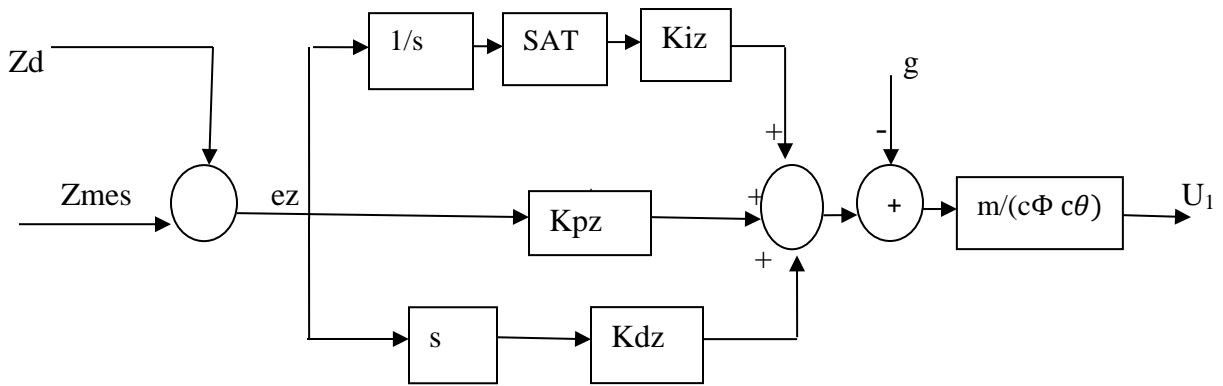 Zd
1/s
SAT
Kiz
g
+
-
Zmes
ez
Kpz
+
+
m/(cΦ cθ)
U1
+
s
Kdz